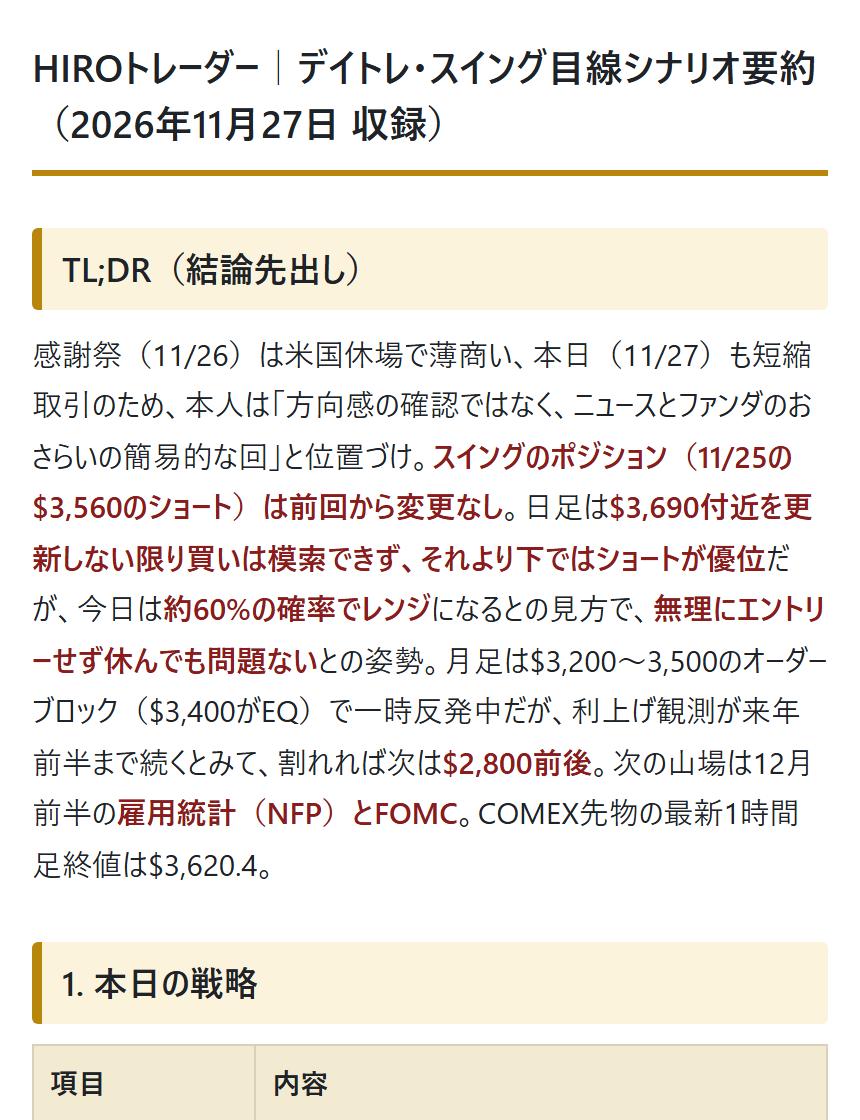 HIROトレーダー｜デイトレ・スイング目線シナリオ要約
（2026年11月27日 収録）
TL;DR（結論先出し）
感謝祭（11/26）は米国休場で薄商い、本日（11/27）も短縮
取引のため、本人は「方向感の確認ではなく、ニュースとファンダのお
さらいの簡易的な回」と位置づけ。スイングのポジション（11/25の
$3,560のショート）は前回から変更なし。日足は$3,690付近を更
新しない限り買いは模索できず、それより下ではショートが優位だ
が、今日は約60%の確率でレンジになるとの見方で、無理にエントリ
ーせず休んでも問題ないとの姿勢。月足は$3,200～3,500のオーダー
ブロック（$3,400がEQ）で一時反発中だが、利上げ観測が来年
前半まで続くとみて、割れれば次は$2,800前後。次の山場は12月
前半の雇用統計（NFP）とFOMC。COMEX先物の最新1時間
足終値は$3,620.4。
1. 本日の戦略
項目
内容